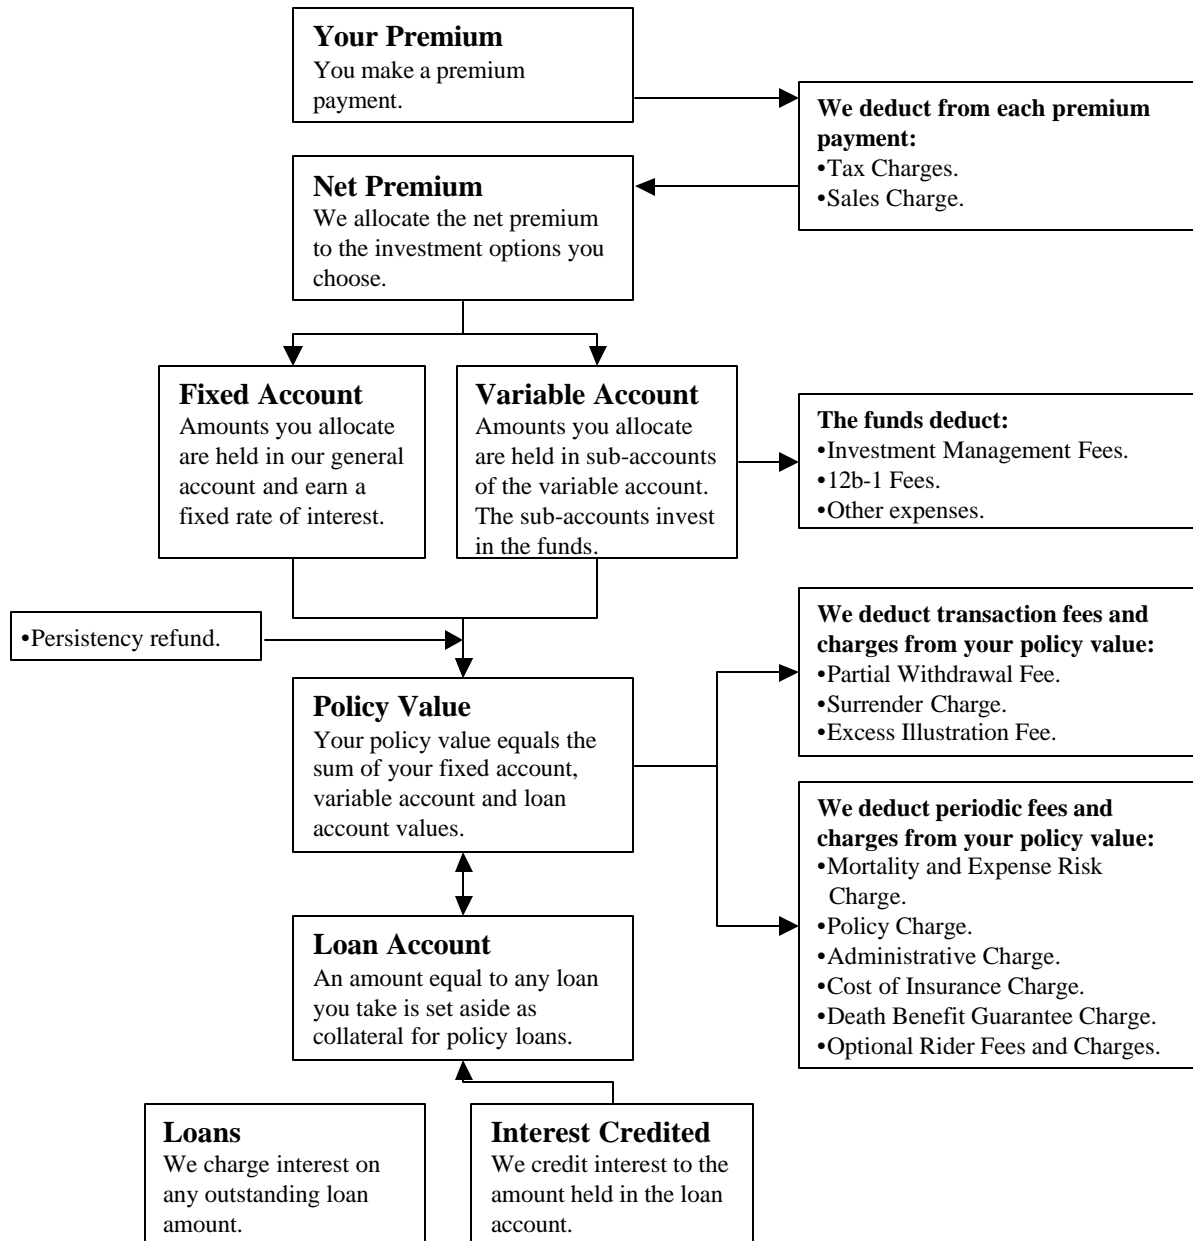 Your Premium
You make a premium
payment.
We deduct from each premium
payment:
•Tax Charges.
•Sales Charge.
Net Premium
We allocate the net premium
to the investment options you
choose.
Fixed Account
Amounts you allocate
are held in our general
account and earn a
fixed rate of interest.
Variable Account
Amounts you allocate
are held in sub-accounts
of the variable account.
The sub-accounts invest
in the funds.
The funds deduct:
•Investment Management Fees.
•12b-1 Fees.
•Other expenses.
•Persistency refund.
We deduct transaction fees and
charges from your policy value:
•Partial Withdrawal Fee.
•Surrender Charge.
•Excess Illustration Fee.
Policy Value
Your policy value equals the
sum of your fixed account,
variable account and loan
account values.
We deduct periodic fees and
charges from your policy value:
•Mortality and Expense Risk
Charge.
•Policy Charge.
•Administrative Charge.
•Cost of Insurance Charge.
•Death Benefit Guarantee Charge.
•Optional Rider Fees and Charges.
Loan Account
An amount equal to any loan
you take is set aside as
collateral for policy loans.
Loans
We charge interest on
any outstanding loan
amount.
Interest Credited
We credit interest to the
amount held in the loan
account.